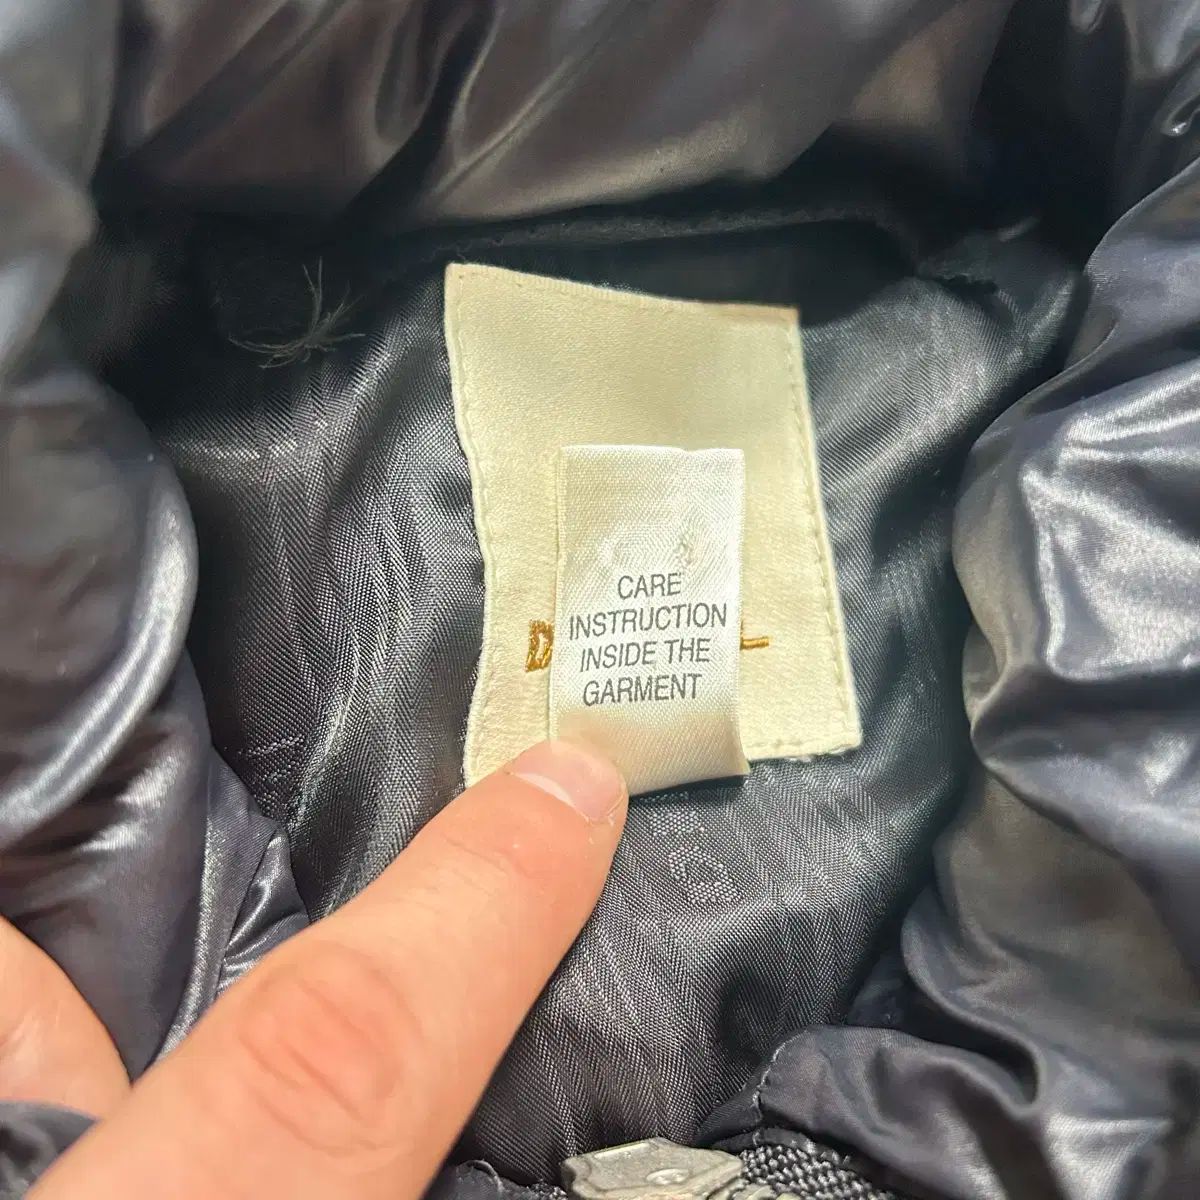 CARE
INSTRUCTION
INSIDE THE
GARMENT